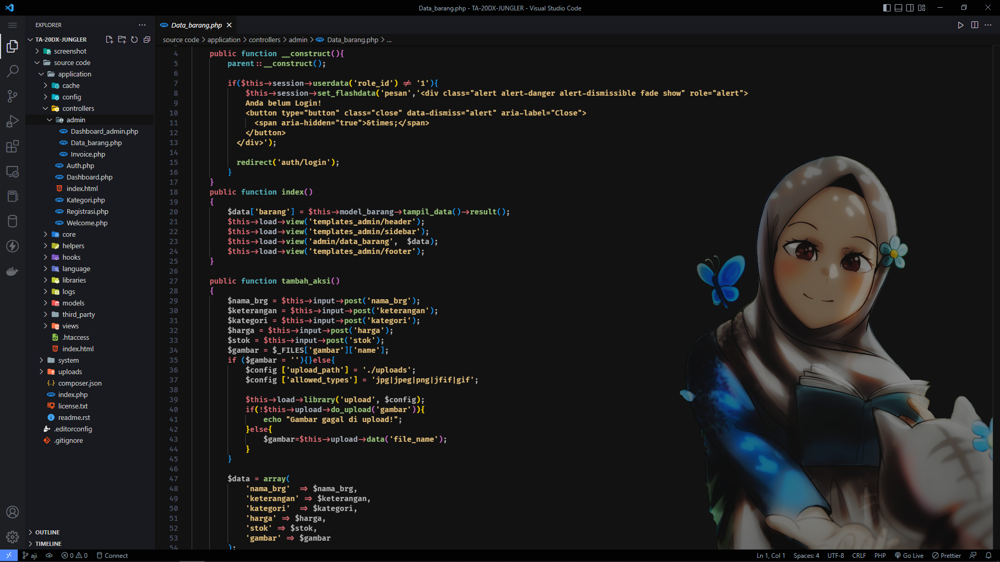 Data_barang.php - TA-20DX-JUNGLER - Visual Studio Code
EXPLORER
TA-20DX-JUNGLER
screenshot
source code
application
cache
config
controllers
admin
Dashboard_admin.php
Data_barang.php
Invoice.php
Auth.php
Dashboard.php
index.html
Kategori.php
Registrasi.php
Welcome.php
core
helpers
hooks
language
libraries
logs
models
third_party
views
.htaccess
index.html
system
uploads
composer.json
index.php
license.txt
readme.rst
.editorconfig
.gitignore
OUTLINE
TIMELINE
Data_barang.php
source code > application > controllers > admin > Data_barang.php > ...
4 public function __construct(){
5 parent::__construct();
6
7 if($this->session->userdata('role_id') != '1'){
8 $this->session->set_flashdata('pesan','<div class="alert alert-danger alert-dismissible fade show" role="alert">
9 Anda belum Login!
10 <button type="button" class="close" data-dismiss="alert" aria-label="Close">
11 <span aria-hidden="true">&times;</span>
12 </button>
13 </div>');
14
15 redirect('auth/login');
16 }
17 }
18 public function index()
19 {
20 $data['barang'] = $this->model_barang->tampil_data()->result();
21 $this->load->view('templates_admin/header');
22 $this->load->view('templates_admin/sidebar');
23 $this->load->view('admin/data_barang',  $data);
24 $this->load->view('templates_admin/footer');
25 }
26
27 public function tambah_aksi()
28 {
29 $nama_brg = $this->input->post('nama_brg');
30 $keterangan = $this->input->post('keterangan');
31 $kategori = $this->input->post('kategori');
32 $harga = $this->input->post('harga');
33 $stok = $this->input->post('stok');
34 $gambar = $_FILES['gambar']['name'];
35 if ($gambar = ''){}else{
36 $config ['upload_path'] = './uploads';
37 $config ['allowed_types'] = 'jpg|jpeg|png|jfif|gif';
38
39 $this->load->library('upload', $config);
40 if(!$this->upload->do_upload('gambar')){
41 echo "Gambar gagal di upload!";
42 }else{
43 $gambar=$this->upload->data('file_name');
44 }
45 }
46
47 $data = array(
48 'nama_brg'  => $nama_brg,
49 'keterangan' => $keterangan,
50 'kategori'  => $kategori,
51 'harga' => $harga,
52 'stok' => $stok,
53 'gambar' => $gambar
54 );
aji
0 0
Connect
Ln 1, Col 1
Spaces: 4
UTF-8
CRLF
PHP
Go Live
Prettier